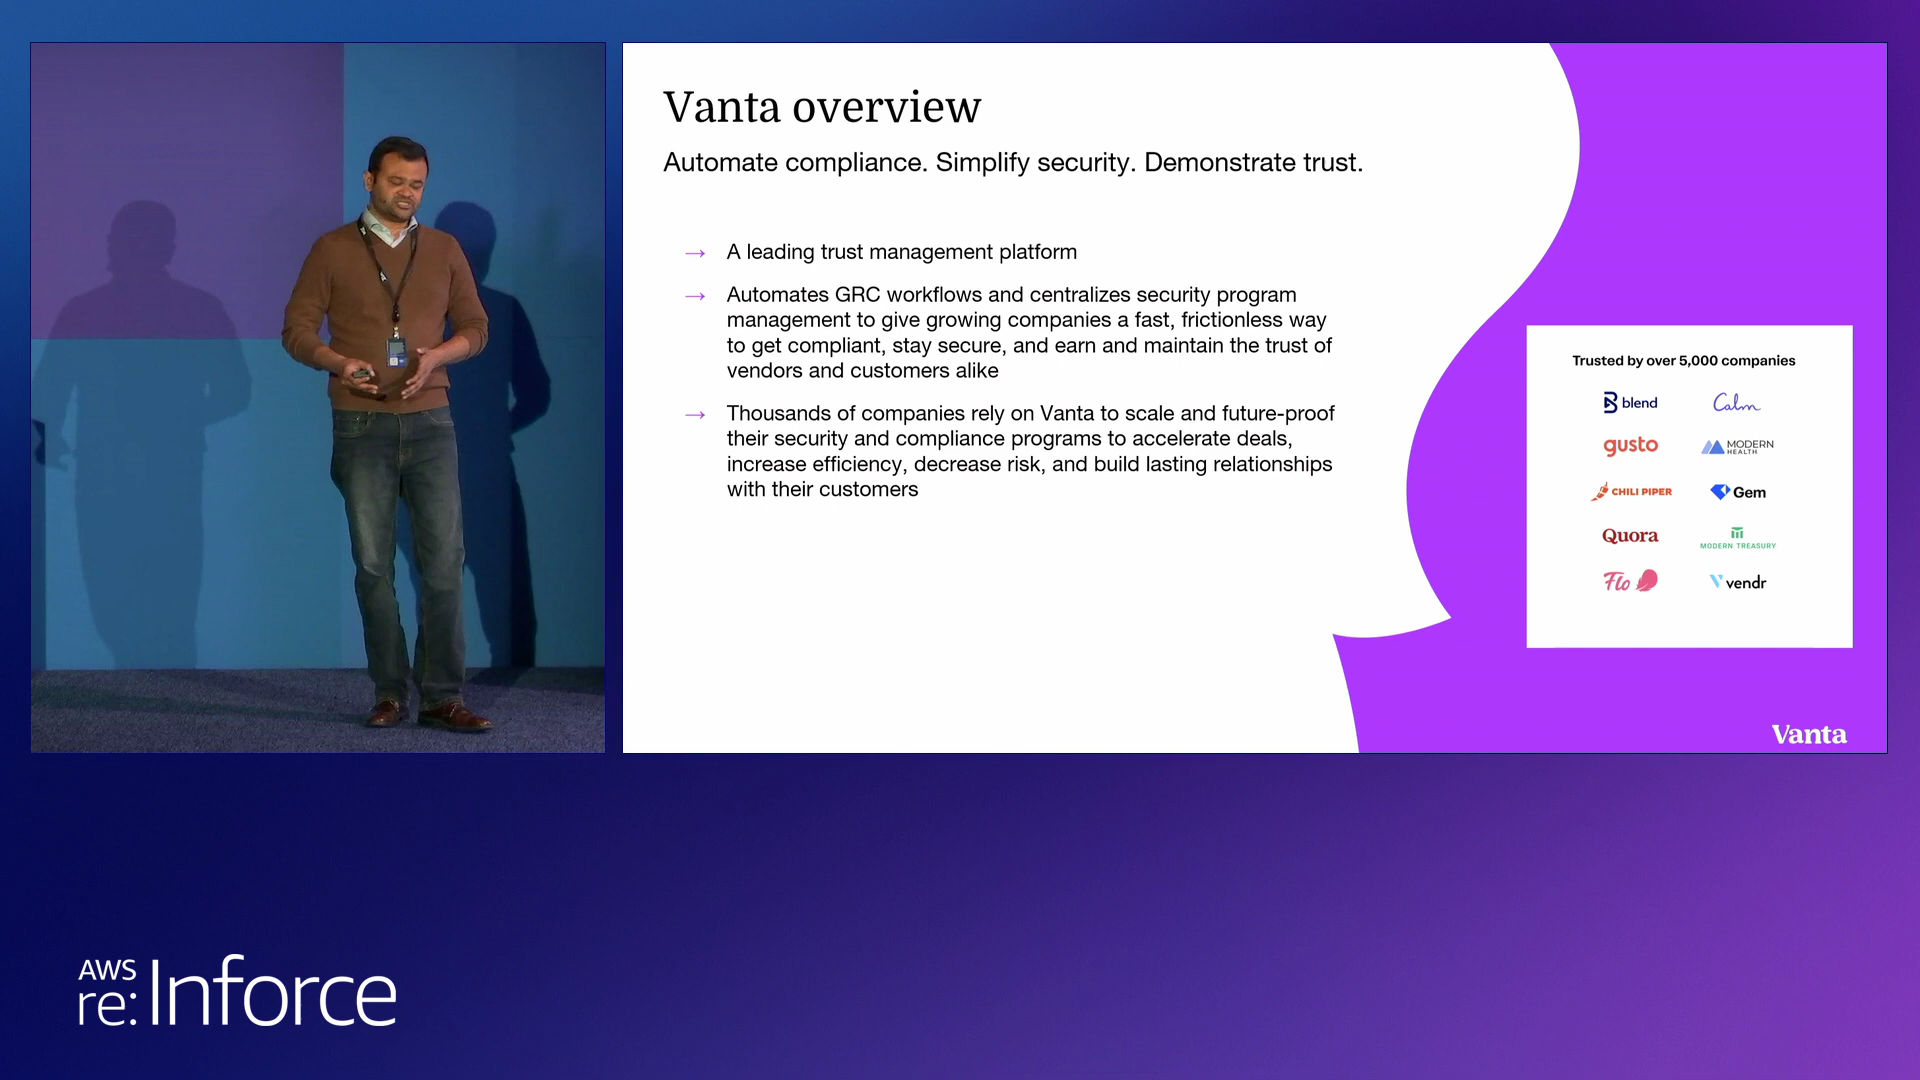 Vanta overview
Automate compliance. Simplify security. Demonstrate trust.
→ A leading trust management platform
→ Automates GRC workflows and centralizes security program
management to give growing companies a fast, frictionless way
to get compliant, stay secure, and earn and maintain the trust of
vendors and customers alike
→ Thousands of companies rely on Vanta to scale and future-proof
their security and compliance programs to accelerate deals,
increase efficiency, decrease risk, and build lasting relationships
with their customers
Trusted by over 5,000 companies
blend
Calm
gusto
MODERN
HEALTH
CHILI PIPER
Gem
Quora
MODERN TREASURY
Flo
vendr
Vanta
AWS
re:Inforce